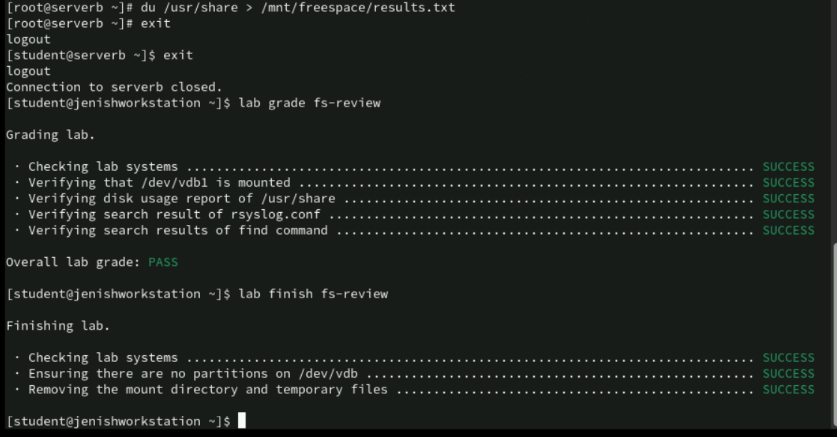 [root@serverb ~]# du /usr/share > /mnt/freespace/results.txt
[root@serverb ~]# exit
logout
[student@serverb ~]$ exit
logout
Connection to serverb closed.
[student@jenishworkstation ~]$ lab grade fs-review
Grading lab.
· Checking lab systems ........................................................................ SUCCESS
· Verifying that /dev/vdb1 is mounted ......................................................... SUCCESS
· Verifying disk usage report of /usr/share ................................................... SUCCESS
· Verifying search result of rsyslog.conf ..................................................... SUCCESS
· Verifying search results of find command .................................................... SUCCESS
Overall lab grade: PASS
[student@jenishworkstation ~]$ lab finish fs-review
Finishing lab.
· Checking lab systems ........................................................................ SUCCESS
· Ensuring there are no partitions on /dev/vdb ................................................ SUCCESS
· Removing the mount directory and temporary files ............................................ SUCCESS
[student@jenishworkstation ~]$